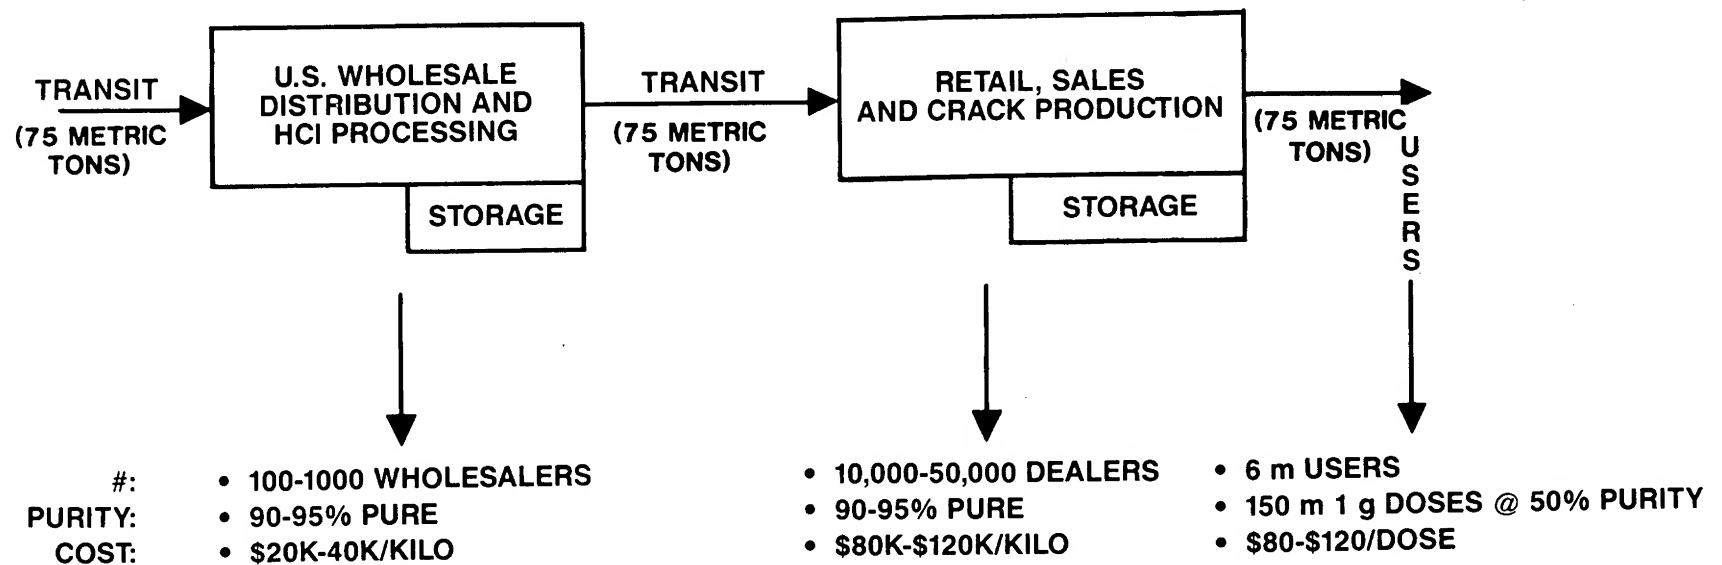 TRANSIT
(75 METRIC
TONS)
U.S. WHOLESALE
DISTRIBUTION AND
HCl PROCESSING
STORAGE
TRANSIT
(75 METRIC
TONS)
RETAIL, SALES
AND CRACK PRODUCTION
STORAGE
(75 METRIC
TONS)
USERS
#:
• 100-1000 WHOLESALERS
• 10,000-50,000 DEALERS
• 6 m USERS
PURITY:
• 90-95% PURE
• 90-95% PURE
• 150 m 1 g DOSES @ 50% PURITY
COST:
• $20K-40K/KILO
• $80K-$120K/KILO
• $80-$120/DOSE